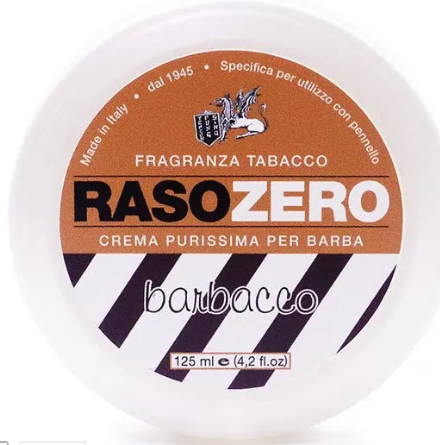 Made in Italy • dal 1945 • Specifica per utilizzo con pennello
FRAGRANZA TABACCO
RASOZERO
CREMA PURISSIMA PER BARBA
barbacco
125 ml e (4,2 fl.oz)